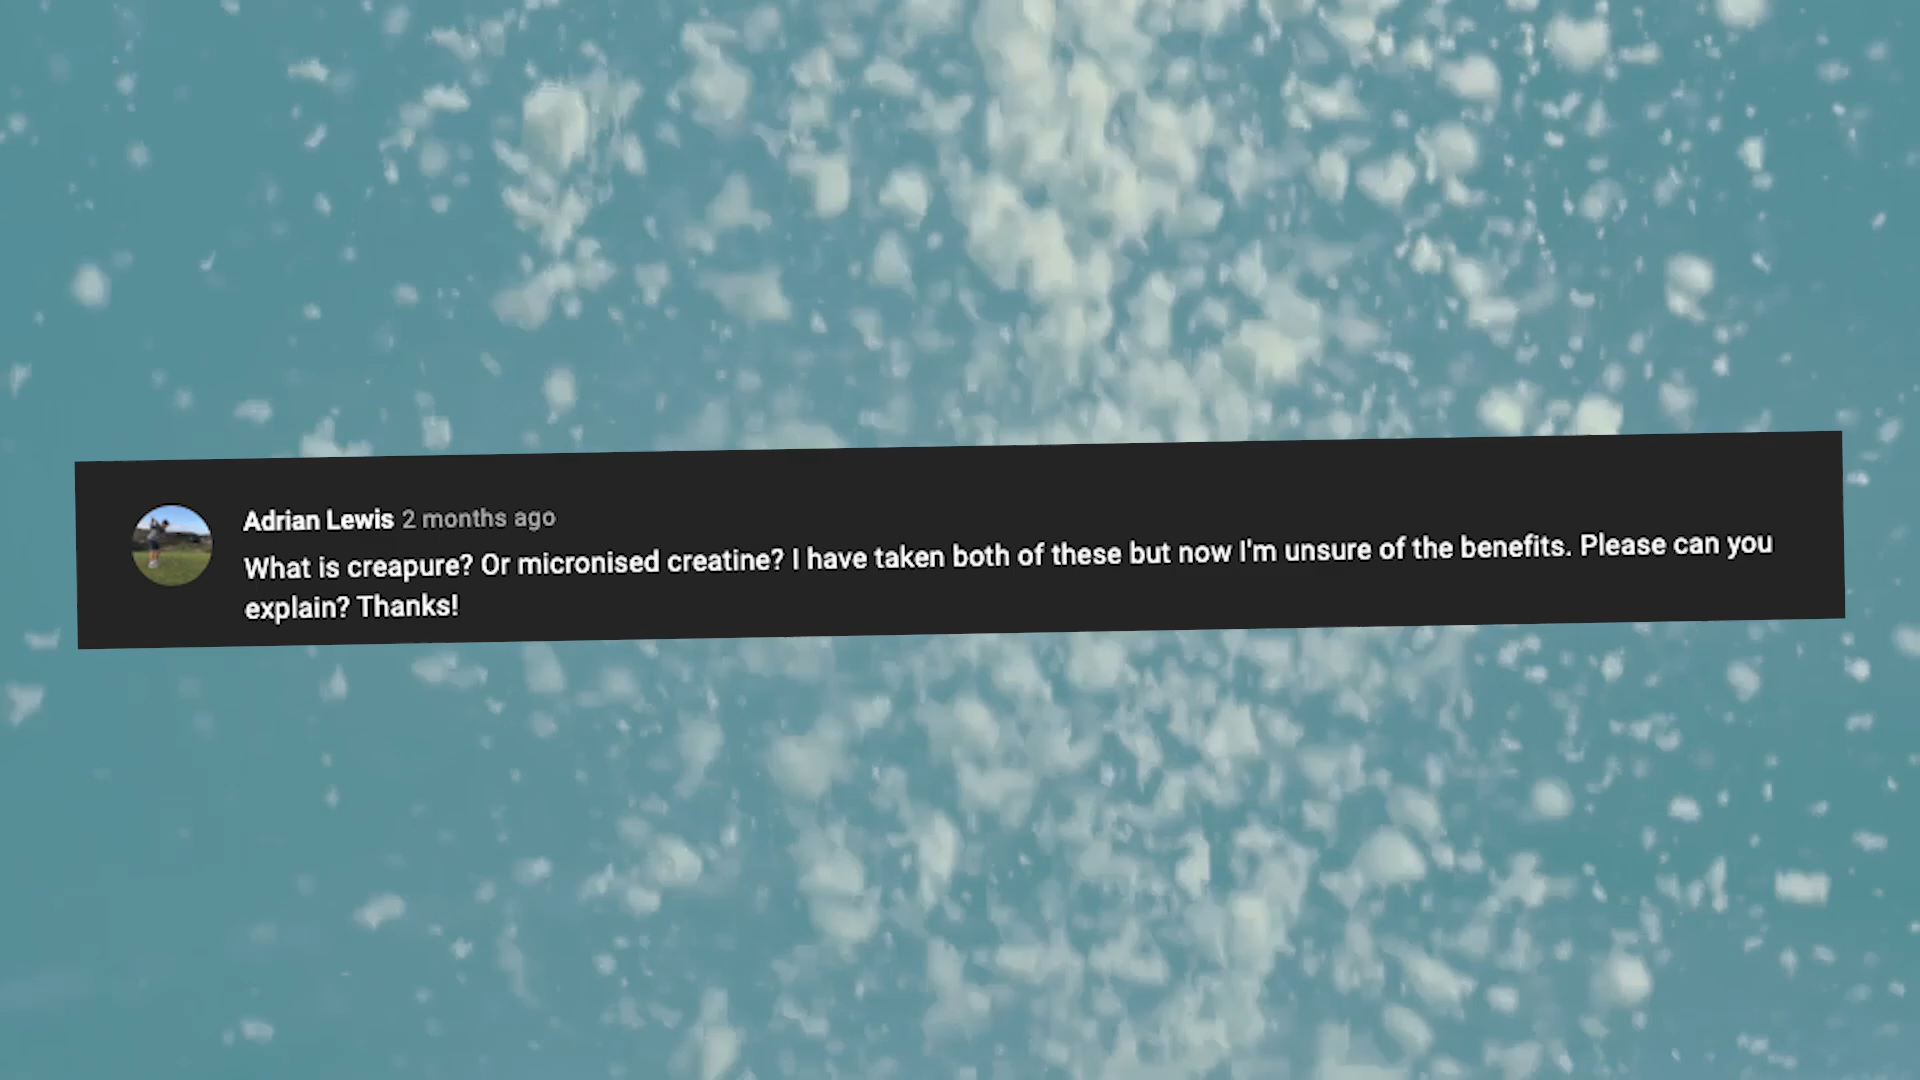 Adrian Lewis 2 months ago
What is creapure? Or micronised creatine? I have taken both of these but now I'm unsure of the benefits. Please can you
explain? Thanks!